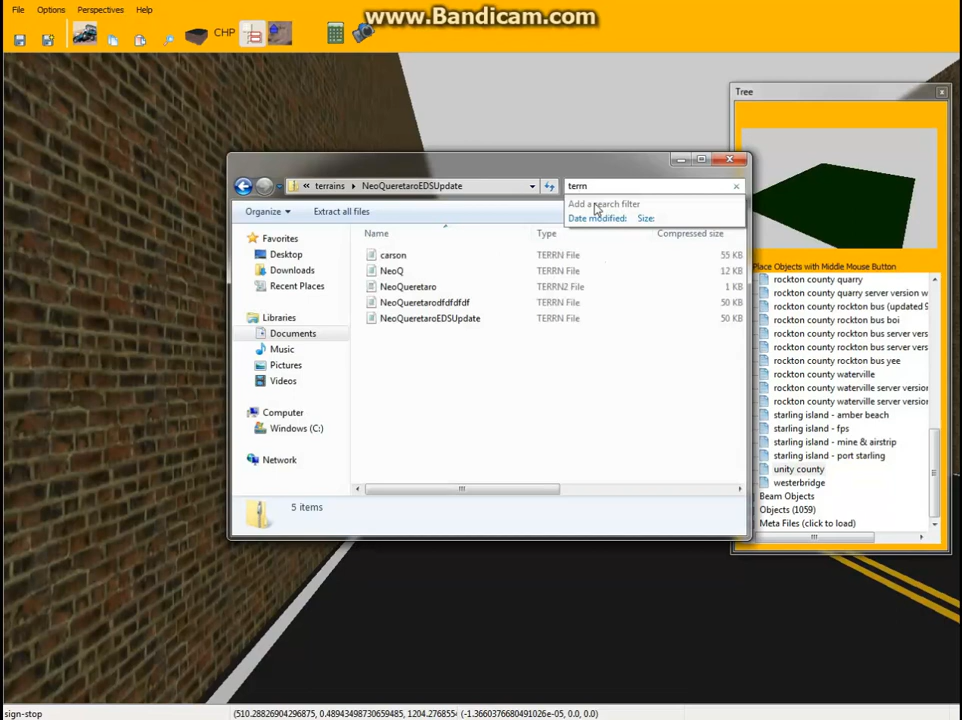 www.Bandicam.com
File Options Perspectives Help
CHP
Tree
Place Objects with Middle Mouse Button
rockton county quarry
rockton county quarry server version w
rockton county rockton bus (updated 9
rockton county rockton bus boi
rockton county rockton bus server vers
rockton county rockton bus server vers
rockton county rockton bus yee
rockton county waterville
rockton county waterville server version
rockton county waterville server version
starling island - amber beach
starling island - fps
starling island - mine & airstrip
starling island - port starling
unity county
westerbridge
Beam Objects
Objects (1059)
Meta Files (click to load)
« terrains NeoQueretaroEDSUpdate
terrn
Add a search filter
Date modified: Size:
Organize Extract all files
Name Type Compressed size
carson TERRN File 55 KB
NeoQ TERRN File 12 KB
NeoQueretaro TERRN2 File 1 KB
NeoQueretarodfdfdfdf TERRN File 50 KB
NeoQueretaroEDSUpdate TERRN File 50 KB
Favorites
Desktop
Downloads
Recent Places
Libraries
Documents
Music
Pictures
Videos
Computer
Windows (C:)
Network
5 items
sign-stop (510.28826904296875, 0.48943498730659485, 1204.276855 (-1.3660376680491026e-05, 0.0, 0.0)